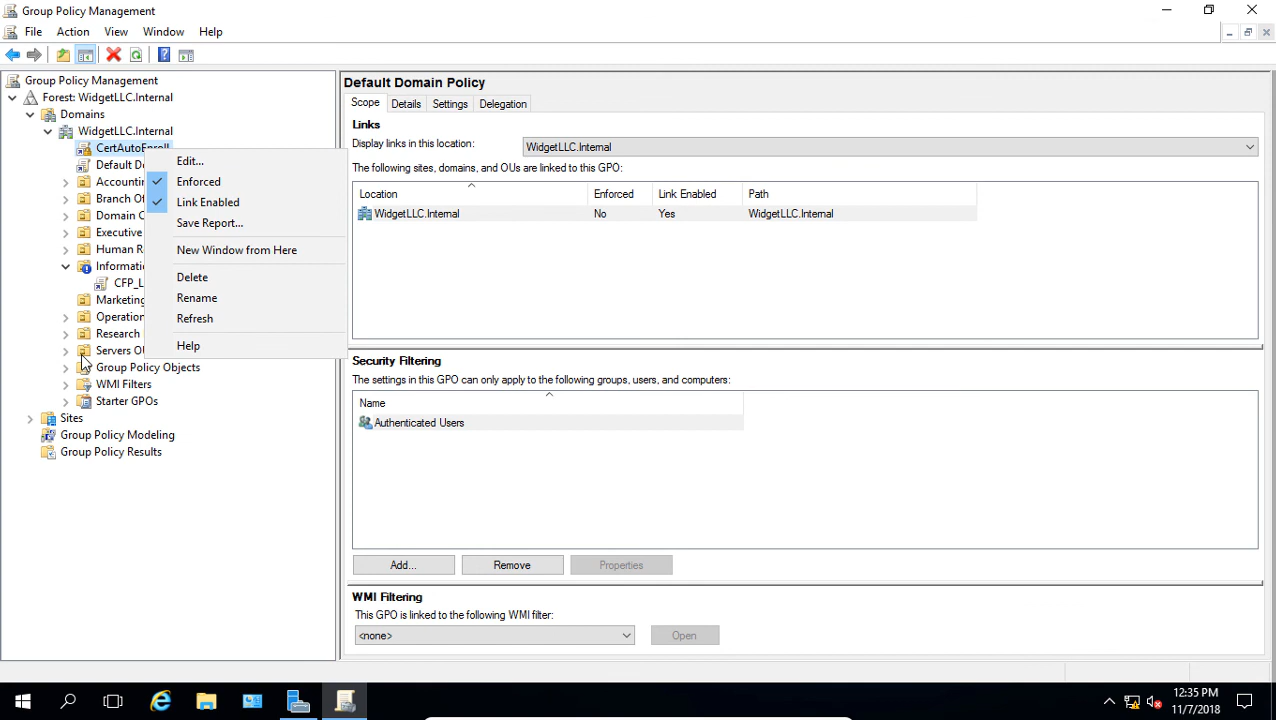 Group Policy Management
File Action View Window Help
Group Policy Management
Forest: WidgetLLC.Internal
Domains
WidgetLLC.Internal
CertAutoEnroll
Default Do
Accountin
Branch Of
Domain C
Executive
Human R
Informatio
CFP_L
Marketing
Operation
Research
Servers O
Group Policy Objects
WMI Filters
Starter GPOs
Sites
Group Policy Modeling
Group Policy Results
Edit...
Enforced
Link Enabled
Save Report...
New Window from Here
Delete
Rename
Refresh
Help
Default Domain Policy
Scope Details Settings Delegation
Links
Display links in this location: WidgetLLC.Internal
The following sites, domains, and OUs are linked to this GPO:
Location Enforced Link Enabled Path
WidgetLLC.Internal No Yes WidgetLLC.Internal
Security Filtering
The settings in this GPO can only apply to the following groups, users, and computers:
Name
Authenticated Users
Add... Remove Properties
WMI Filtering
This GPO is linked to the following WMI filter:
<none> Open
12:35 PM
11/7/2018